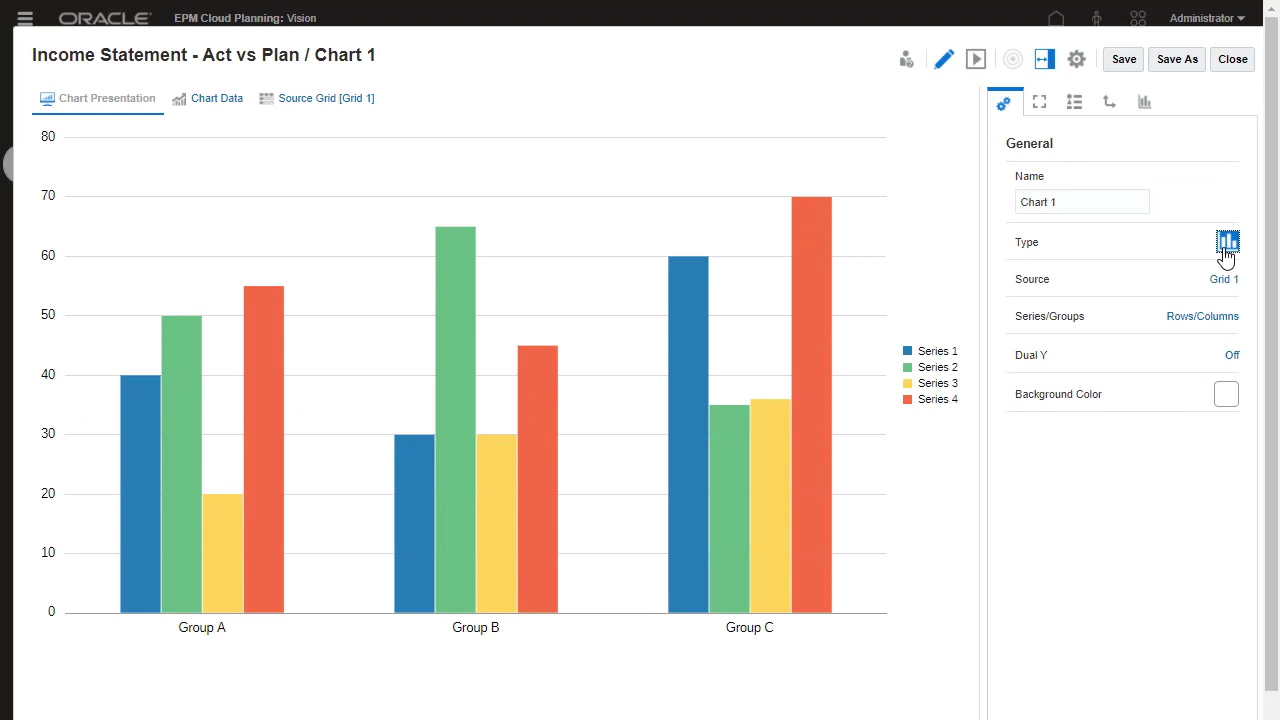 ORACLE® EPM Cloud Planning: Vision Administrator
Income Statement - Act vs Plan / Chart 1
Save Save As Close
Chart Presentation Chart Data Source Grid [Grid 1]
80
70
60
50
40
30
20
10
0
Group A Group B Group C
Series 1
Series 2
Series 3
Series 4
General
Name
Chart 1
Type
Source Grid 1
Series/Groups Rows/Columns
Dual Y Off
Background Color